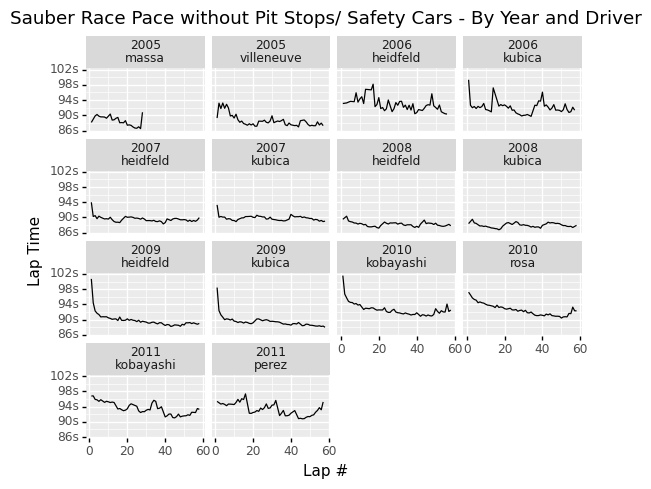 Sauber Race Pace without Pit Stops/ Safety Cars - By Year and Driver
2005 2005 2006 2006
massa villeneuve heidfeld kubica
102s
98s
94s
90s
86s
2007 2007 2008 2008
heidfeld kubica heidfeld kubica
102s
98s
94s
90s
86s
2009 2009 2010 2010
heidfeld kubica kobayashi rosa
102s
98s
94s
90s
86s
0 20 40 60 0 20 40 60
2011 2011
kobayashi perez
102s
98s
94s
90s
86s
0 20 40 60 0 20 40 60
Lap Time
Lap #